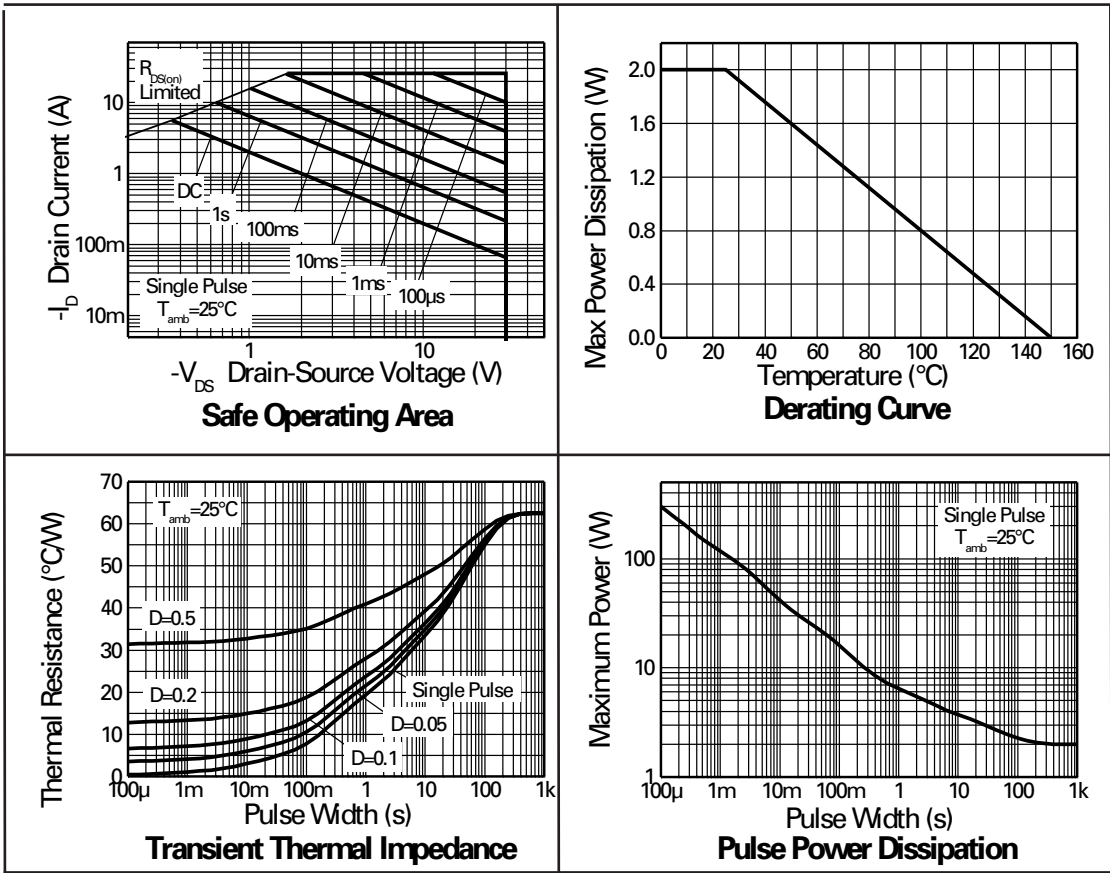 -I_D Drain Current (A)
10
1
100m
10m
R_DS(on)
Limited
DC
1s
100ms
10ms
1ms
100µs
Single Pulse
T_amb=25°C
1 10
-V_DS Drain-Source Voltage (V)
Safe Operating Area
Max Power Dissipation (W)
2.0
1.6
1.2
0.8
0.4
0.0
0 20 40 60 80 100 120 140 160
Temperature (°C)
Derating Curve
Thermal Resistance (°C/W)
70
60
50
40
30
20
10
0
T_amb=25°C
D=0.5
D=0.2
Single Pulse
D=0.05
D=0.1
100µ 1m 10m 100m 1 10 100 1k
Pulse Width (s)
Transient Thermal Impedance
Maximum Power (W)
100
10
1
Single Pulse
T_amb=25°C
100µ 1m 10m 100m 1 10 100 1k
Pulse Width (s)
Pulse Power Dissipation